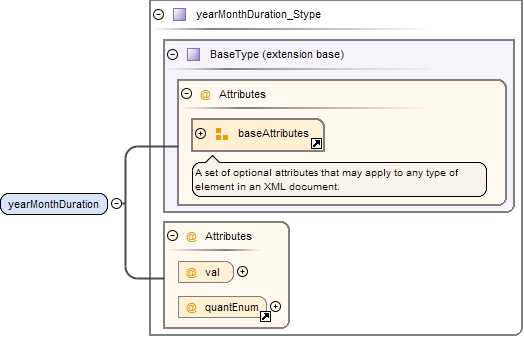 yearMonthDuration_Stype
BaseType (extension base)
@ Attributes
baseAttributes
A set of optional attributes that may apply to any type of
element in an XML document.
yearMonthDuration
@ Attributes
@ val
@ quantEnum